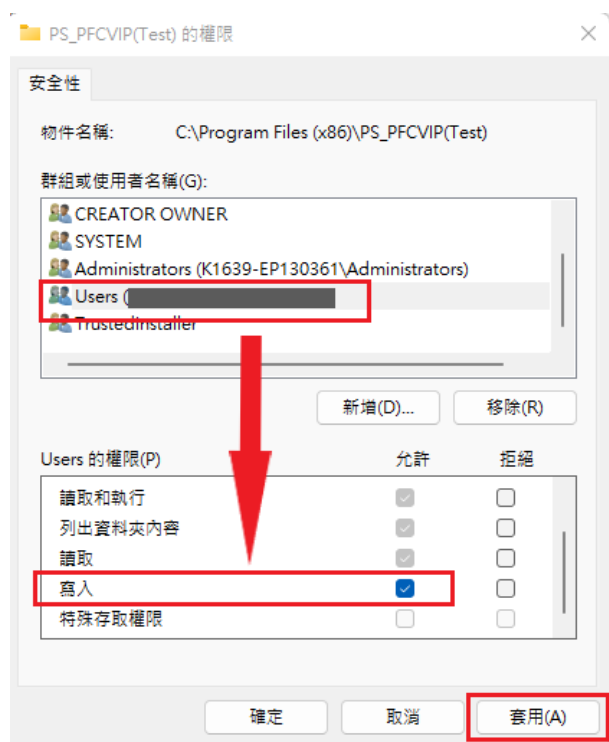 PS_PFCVIP(Test) 的權限
安全性
物件名稱: C:\Program Files (x86)\PS_PFCVIP(Test)
群組或使用者名稱(G):
CREATOR OWNER
SYSTEM
Administrators (K1639-EP130361\Administrators)
Users (
TrustedInstaller
新增(D)... 移除(R)
Users 的權限(P) 允許 拒絕
讀取和執行
列出資料夾內容
讀取
寫入
特殊存取權限
確定 取消 套用(A)